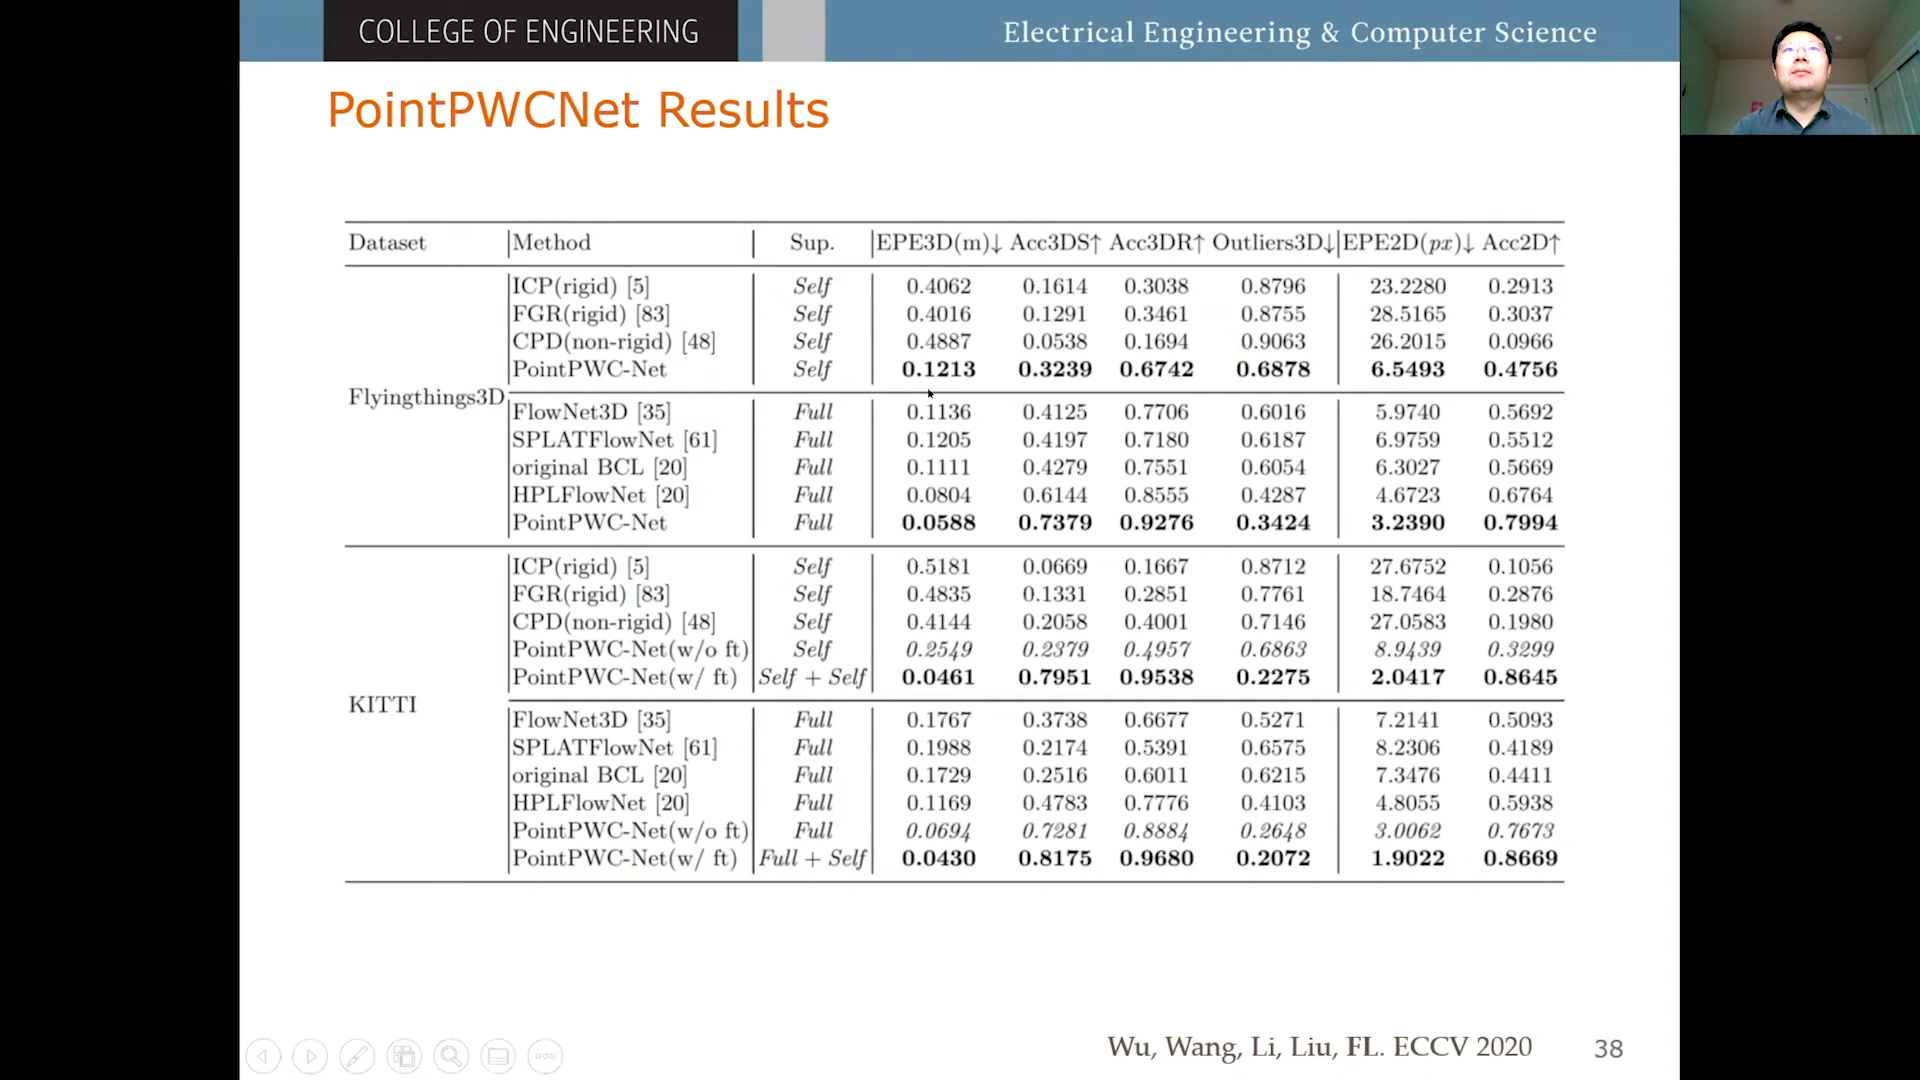 COLLEGE OF ENGINEERING
Electrical Engineering & Computer Science
PointPWCNet Results
Dataset Method Sup. EPE3D(m)↓ Acc3DS↑ Acc3DR↑ Outliers3D↓ EPE2D(px)↓ Acc2D↑
Flyingthings3D
ICP(rigid) [5] Self 0.4062 0.1614 0.3038 0.8796 23.2280 0.2913
FGR(rigid) [83] Self 0.4016 0.1291 0.3461 0.8755 28.5165 0.3037
CPD(non-rigid) [48] Self 0.4887 0.0538 0.1694 0.9063 26.2015 0.0966
PointPWC-Net Self 0.1213 0.3239 0.6742 0.6878 6.5493 0.4756
FlowNet3D [35] Full 0.1136 0.4125 0.7706 0.6016 5.9740 0.5692
SPLATFlowNet [61] Full 0.1205 0.4197 0.7180 0.6187 6.9759 0.5512
original BCL [20] Full 0.1111 0.4279 0.7551 0.6054 6.3027 0.5669
HPLFlowNet [20] Full 0.0804 0.6144 0.8555 0.4287 4.6723 0.6764
PointPWC-Net Full 0.0588 0.7379 0.9276 0.3424 3.2390 0.7994
KITTI
ICP(rigid) [5] Self 0.5181 0.0669 0.1667 0.8712 27.6752 0.1056
FGR(rigid) [83] Self 0.4835 0.1331 0.2851 0.7761 18.7464 0.2876
CPD(non-rigid) [48] Self 0.4144 0.2058 0.4001 0.7146 27.0583 0.1980
PointPWC-Net(w/o ft) Self 0.2549 0.2379 0.4957 0.6863 8.9439 0.3299
PointPWC-Net(w/ ft) Self + Self 0.0461 0.7951 0.9538 0.2275 2.0417 0.8645
FlowNet3D [35] Full 0.1767 0.3738 0.6677 0.5271 7.2141 0.5093
SPLATFlowNet [61] Full 0.1988 0.2174 0.5391 0.6575 8.2306 0.4189
original BCL [20] Full 0.1729 0.2516 0.6011 0.6215 7.3476 0.4411
HPLFlowNet [20] Full 0.1169 0.4783 0.7776 0.4103 4.8055 0.5938
PointPWC-Net(w/o ft) Full 0.0694 0.7281 0.8884 0.2648 3.0062 0.7673
PointPWC-Net(w/ ft) Full + Self 0.0430 0.8175 0.9680 0.2072 1.9022 0.8669
Wu, Wang, Li, Liu, FL. ECCV 2020
38